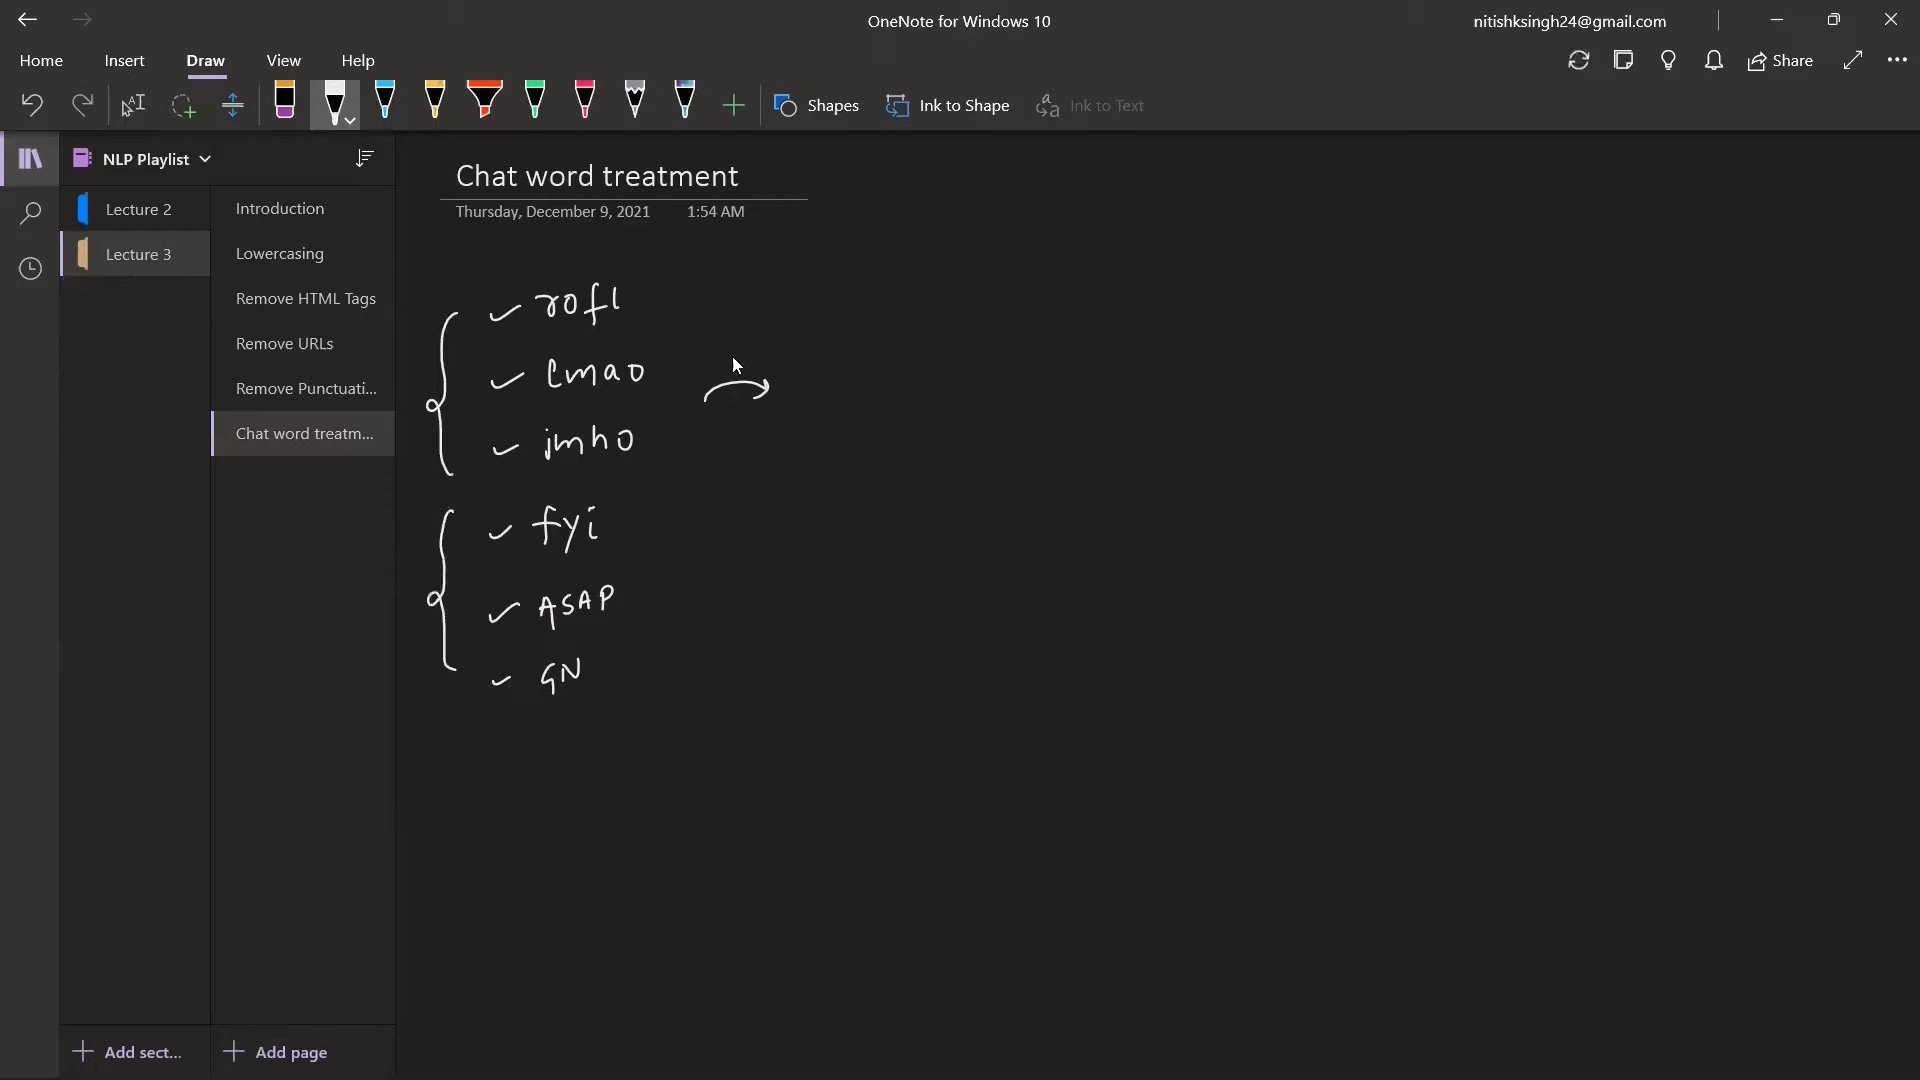 OneNote for Windows 10
nitishksingh24@gmail.com
Home Insert Draw View Help
Share
Shapes Ink to Shape Ink to Text
NLP Playlist
Lecture 2
Lecture 3
Introduction
Lowercasing
Remove HTML Tags
Remove URLs
Remove Punctuati...
Chat word treatm...
Chat word treatment
Thursday, December 9, 2021 1:54 AM
rofl
lmao
imho
fyi
ASAP
GN
Add sect...
Add page